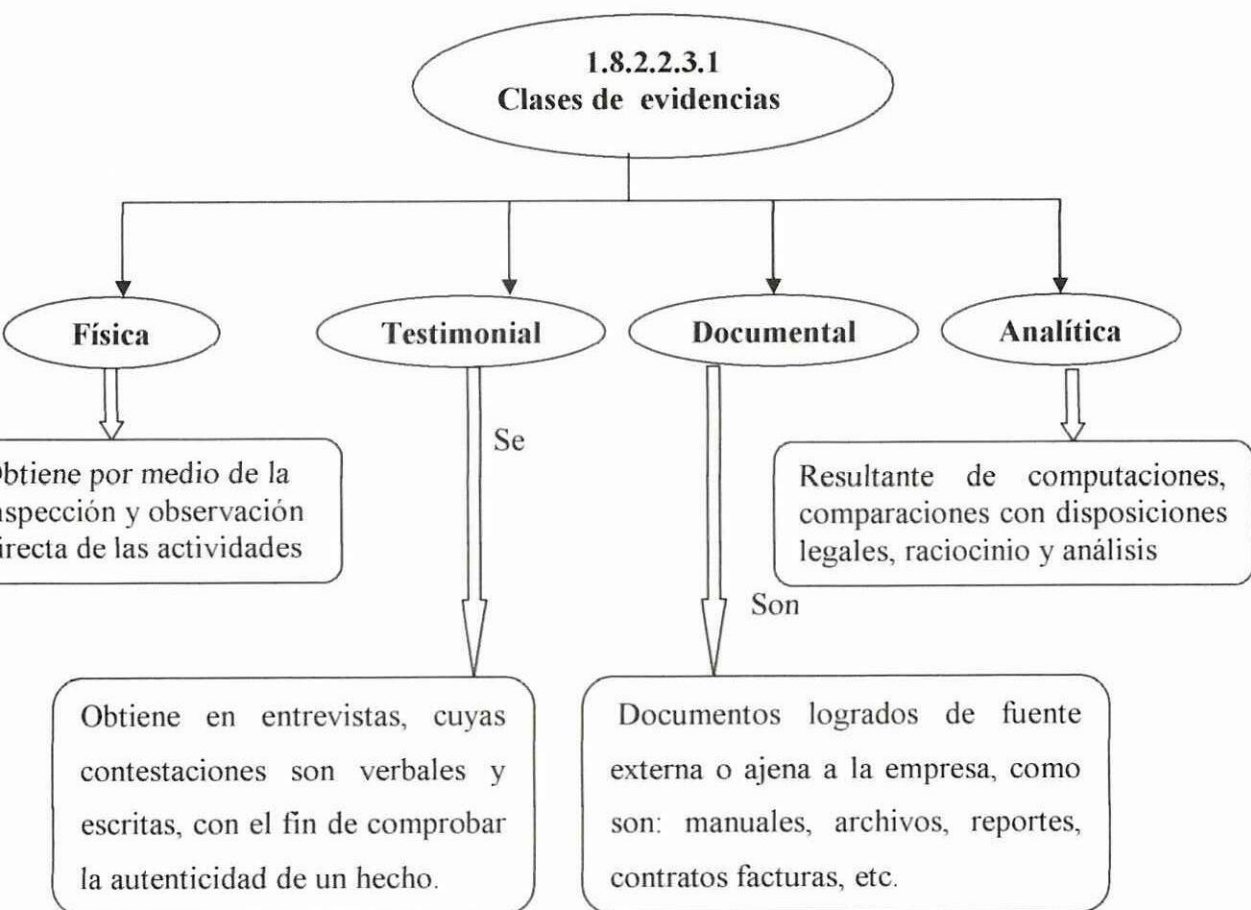 1.8.2.2.3.1
Clases de evidencias
Física
Testimonial
Documental
Analítica
Se
Son
btiene por medio de la
spección y observación
irecta de las actividades
Resultante de computaciones,
comparaciones con disposiciones
legales, raciocinio y análisis
Obtiene en entrevistas, cuyas
contestaciones son verbales y
escritas, con el fin de comprobar
la autenticidad de un hecho.
Documentos logrados de fuente
externa o ajena a la empresa, como
son: manuales, archivos, reportes,
contratos facturas, etc.